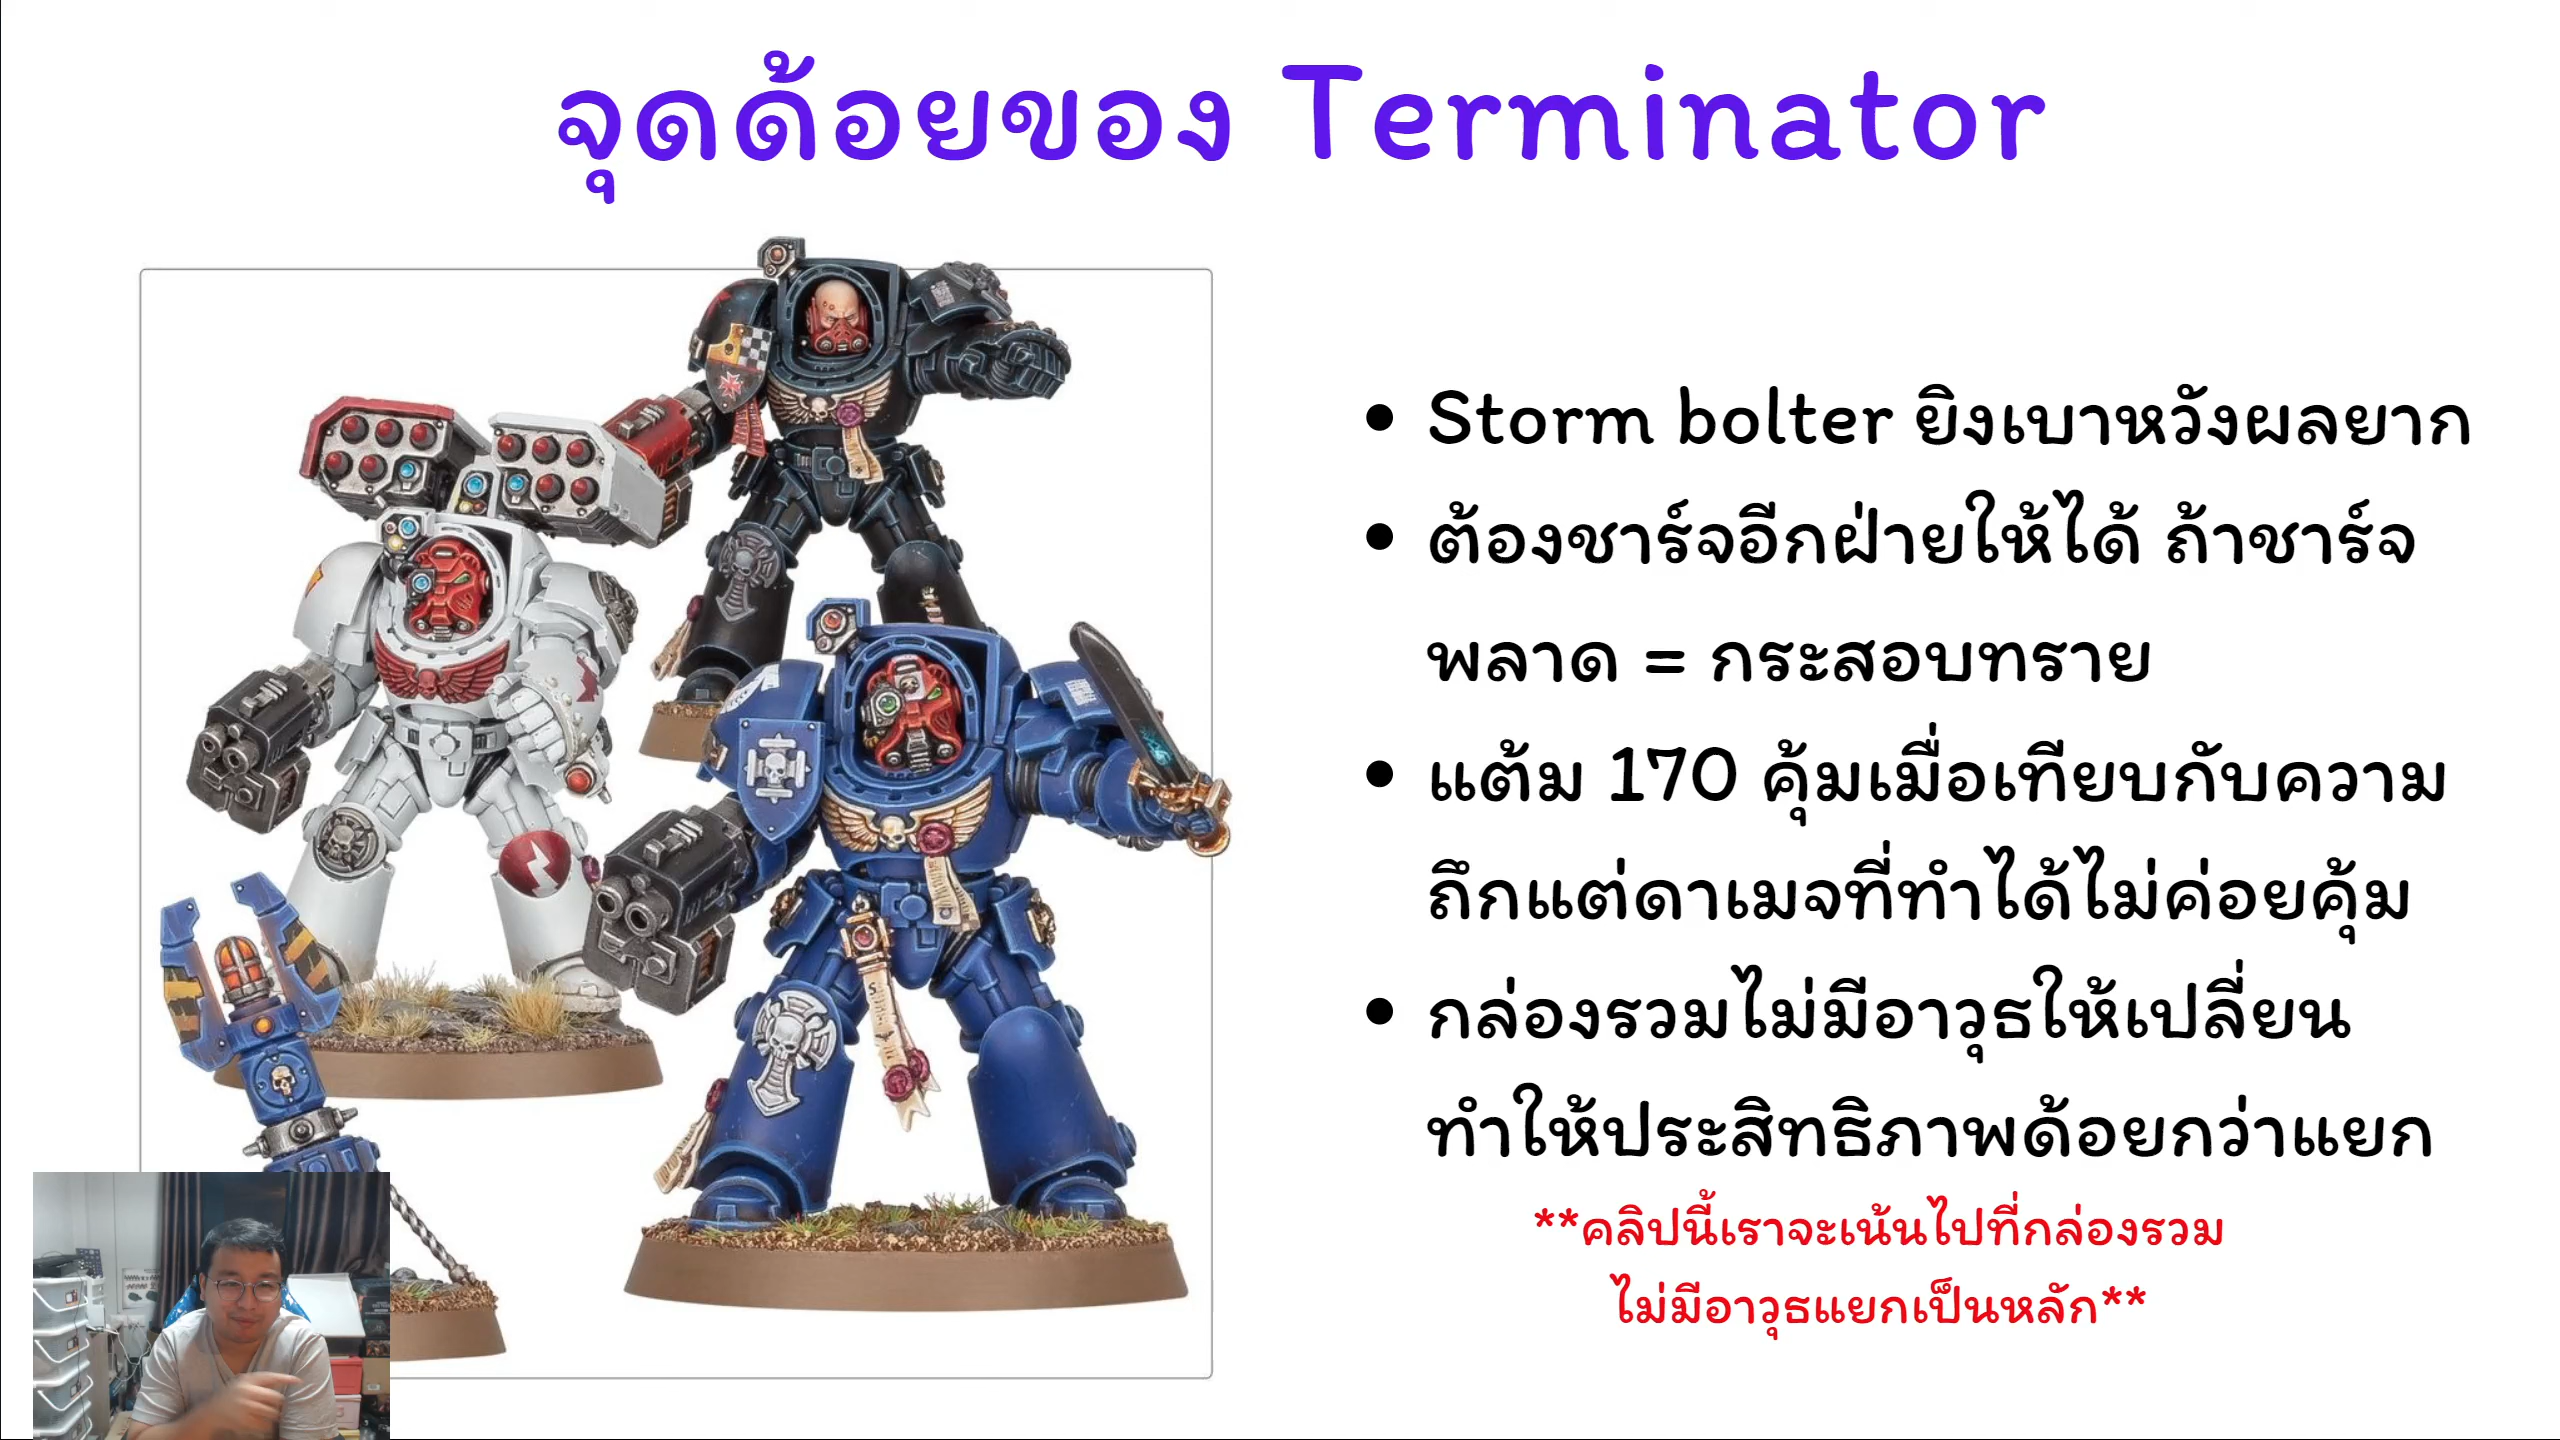 จุดด้อยของ Terminator
• Storm bolter ยิงเบาหวังผลยาก
• ต้องชาร์จอีกฝ่ายให้ได้ ถ้าชาร์จ
พลาด = กระสอบทราย
• แต้ม 170 คุ้มเมื่อเทียบกับความ
ถึกแต่ดาเมจที่ทำได้ไม่ค่อยคุ้ม
• กล่องรวมไม่มีอาวุธให้เปลี่ยน
ทำให้ประสิทธิภาพด้อยกว่าแยก
**คลิปนี้เราจะเน้นไปที่กล่องรวม
ไม่มีอาวุธแยกเป็นหลัก**